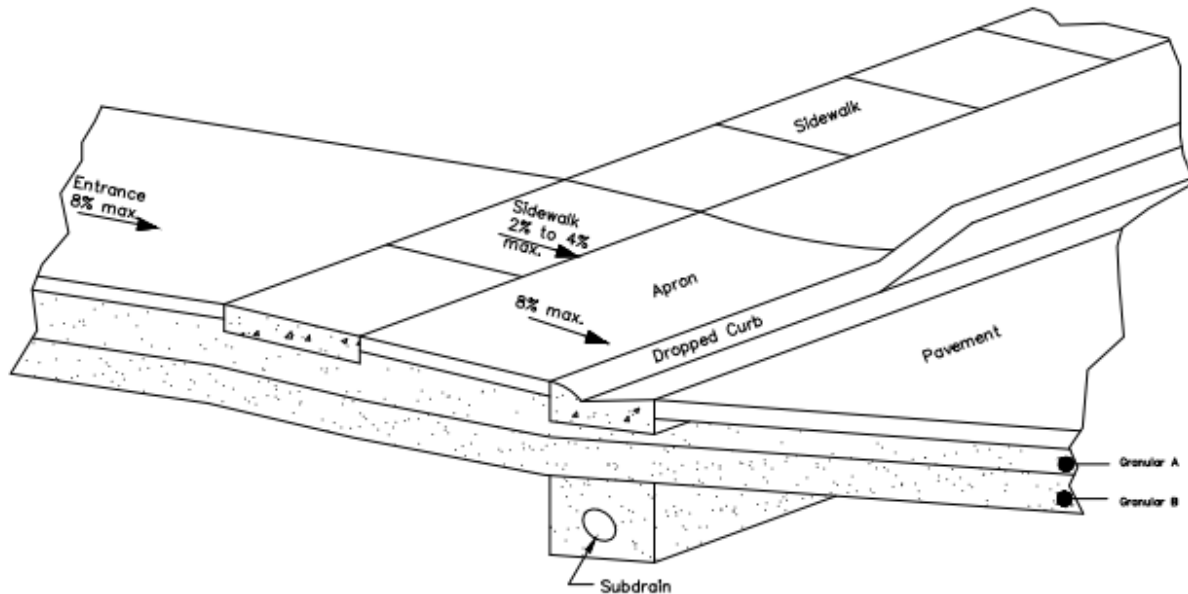 Sidewalk
Entrance
8% max.
Sidewalk
2% to 4%
max.
Apron
8% max.
Dropped Curb
Pavement
Granular A
Granular B
Subdrain